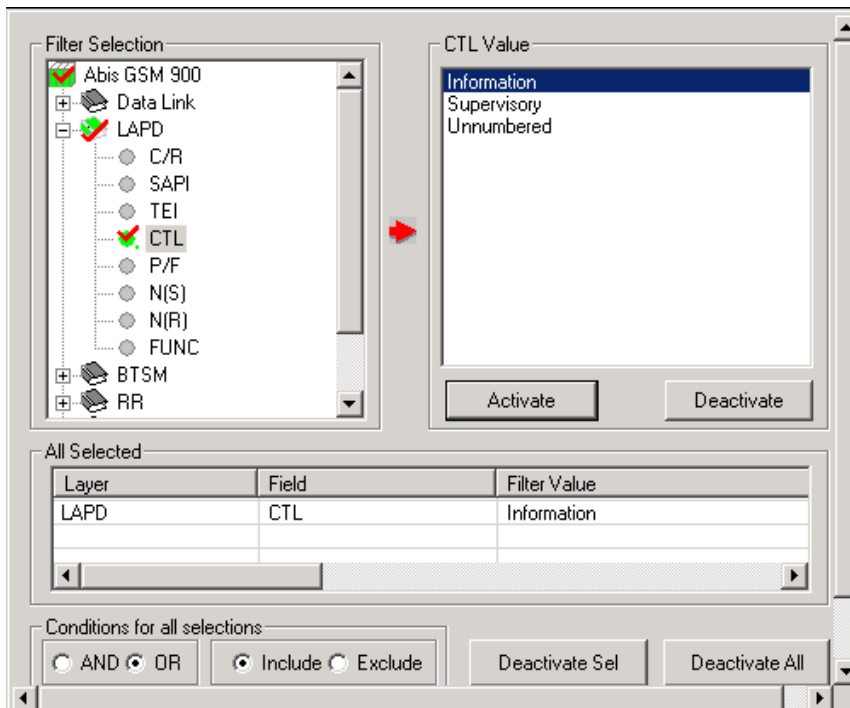 Filter Selection
Abis GSM 900
Data Link
LAPD
C/R
SAPI
TEI
CTL
P/F
N(S)
N(R)
FUNC
BTSM
RR
CTL Value
Information
Supervisory
Unnumbered
Activate Deactivate
All Selected
Layer Field Filter Value
LAPD CTL Information
Conditions for all selections
AND OR Include Exclude Deactivate Sel Deactivate All